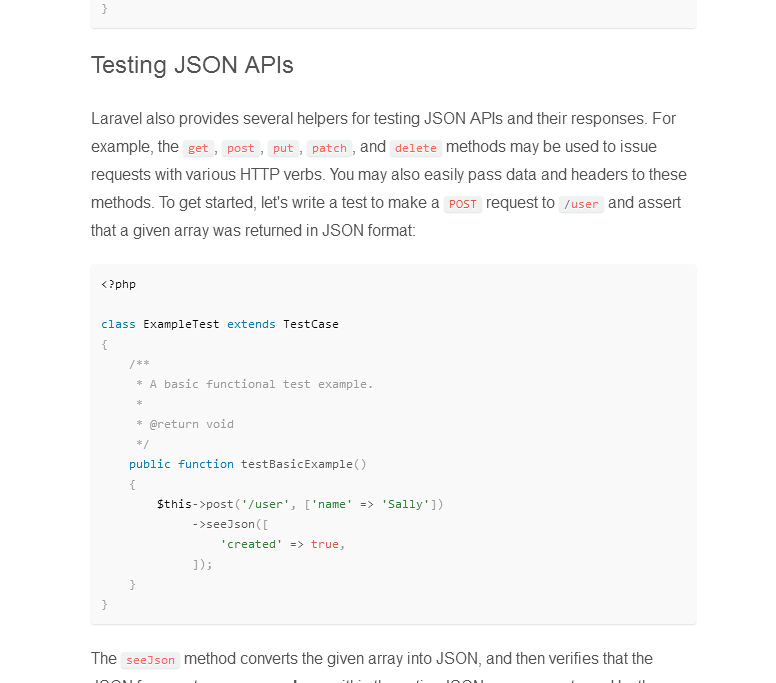 }
Testing JSON APIs
Laravel also provides several helpers for testing JSON APIs and their responses. For
example, the get, post, put, patch, and delete methods may be used to issue
requests with various HTTP verbs. You may also easily pass data and headers to these
methods. To get started, let's write a test to make a POST request to /user and assert
that a given array was returned in JSON format:
<?php
class ExampleTest extends TestCase
{
    /**
     * A basic functional test example.
     *
     * @return void
     */
    public function testBasicExample()
    {
        $this->post('/user', ['name' => 'Sally'])
             ->seeJson([
                 'created' => true,
             ]);
    }
}
The seeJson method converts the given array into JSON, and then verifies that the